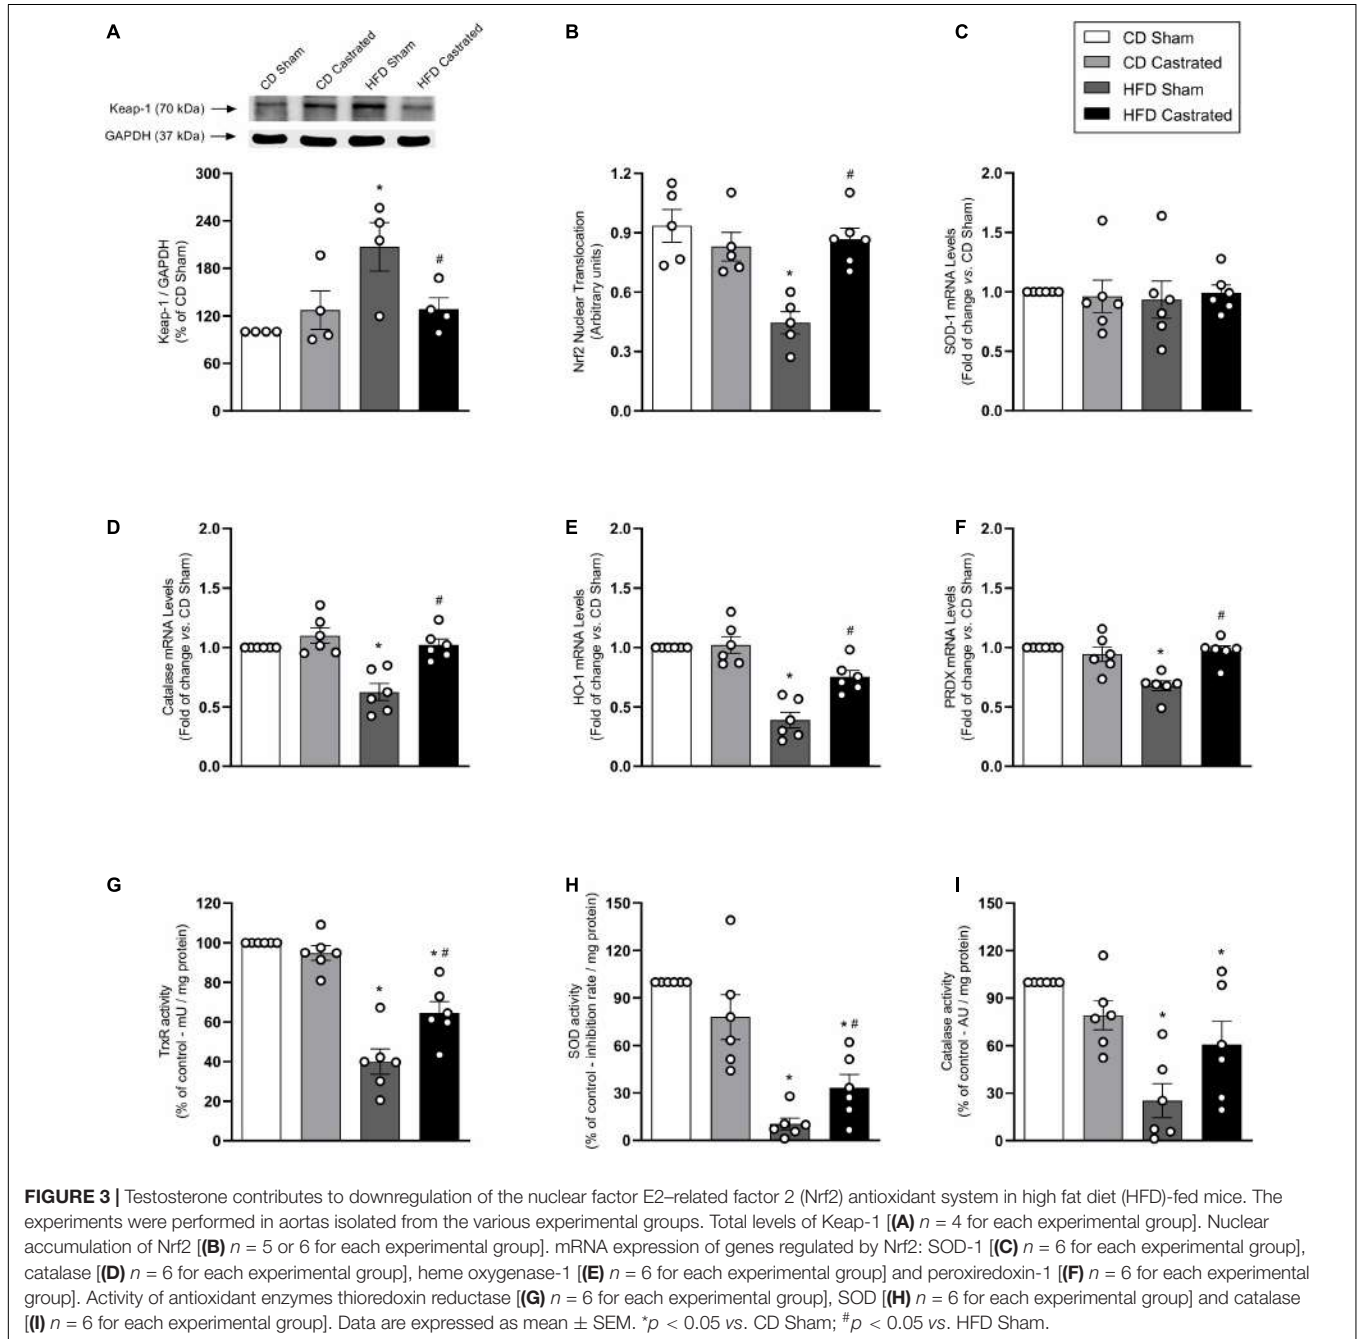 A
B
C
CD Sham
CD Castrated
HFD Sham
HFD Castrated
CD Sham
CD Castrated
HFD Sham
HFD Castrated
Keap-1 (70 kDa)
GAPDH (37 kDa)
Keap-1 / GAPDH
(% of CD Sham)
300
240
180
120
60
0
*
#
Nrf2 Nuclear Translocation
(Arbitrary units)
1.2
0.9
0.6
0.3
0.0
*
#
SOD-1 mRNA Levels
(Fold of change vs. CD Sham)
2.0
1.5
1.0
0.5
0.0
D
E
F
Catalase mRNA Levels
(Fold of change vs. CD Sham)
2.0
1.5
1.0
0.5
0.0
*
#
HO-1 mRNA Levels
(Fold of change vs. CD Sham)
2.0
1.5
1.0
0.5
0.0
*
#
PRDX mRNA Levels
(Fold of change vs. CD Sham)
2.0
1.5
1.0
0.5
0.0
*
#
G
H
I
TrxR activity
(% of control - mU / mg protein)
120
100
80
60
40
20
0
*
* #
SOD activity
(% of control - inhibition rate / mg protein)
150
120
90
60
30
0
*
* #
Catalase activity
(% of control - AU / mg protein)
150
120
90
60
30
0
*
*
FIGURE 3 | Testosterone contributes to downregulation of the nuclear factor E2–related factor 2 (Nrf2) antioxidant system in high fat diet (HFD)-fed mice. The
experiments were performed in aortas isolated from the various experimental groups. Total levels of Keap-1 [(A) n = 4 for each experimental group]. Nuclear
accumulation of Nrf2 [(B) n = 5 or 6 for each experimental group]. mRNA expression of genes regulated by Nrf2: SOD-1 [(C) n = 6 for each experimental group],
catalase [(D) n = 6 for each experimental group], heme oxygenase-1 [(E) n = 6 for each experimental group] and peroxiredoxin-1 [(F) n = 6 for each experimental
group]. Activity of antioxidant enzymes thioredoxin reductase [(G) n = 6 for each experimental group], SOD [(H) n = 6 for each experimental group] and catalase
[(I) n = 6 for each experimental group]. Data are expressed as mean ± SEM. *p < 0.05 vs. CD Sham; #p < 0.05 vs. HFD Sham.